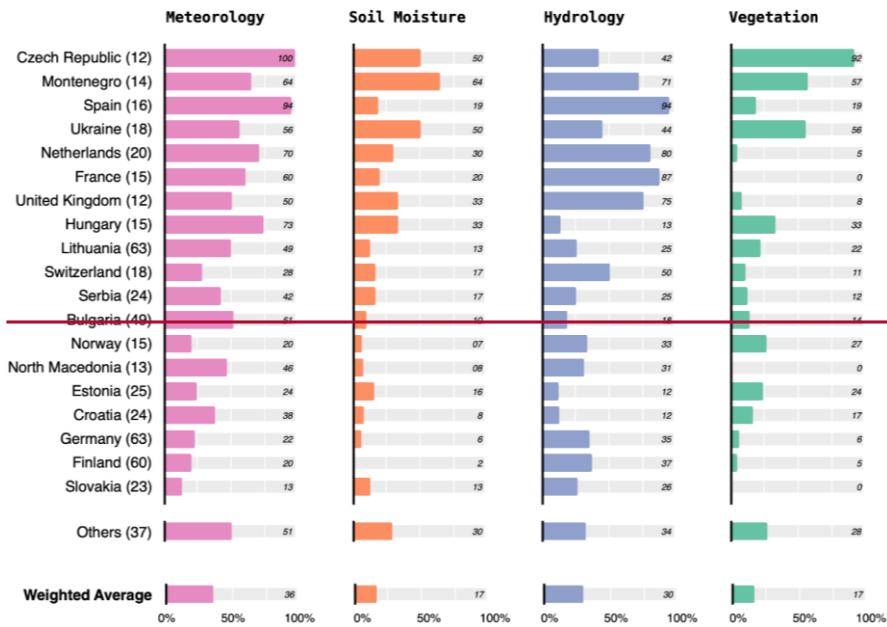 Meteorology Soil Moisture Hydrology Vegetation
Czech Republic (12) 100 50 42 92
Montenegro (14) 64 64 71 57
Spain (16) 94 19 94 19
Ukraine (18) 56 50 44 56
Netherlands (20) 70 30 80 5
France (15) 60 20 87 0
United Kingdom (12) 50 33 75 8
Hungary (15) 73 33 13 33
Lithuania (63) 49 13 25 22
Switzerland (18) 28 17 50 11
Serbia (24) 42 17 25 12
Bulgaria (49) 51 10 18 14
Norway (15) 20 07 33 27
North Macedonia (13) 46 08 31 0
Estonia (25) 24 16 12 24
Croatia (24) 38 8 12 17
Germany (63) 22 6 35 6
Finland (60) 20 2 37 5
Slovakia (23) 13 13 26 0
Others (37) 51 30 34 28
Weighted Average 36 17 30 17
0% 50% 100% 0% 50% 100% 0% 50% 100% 0% 50% 100%